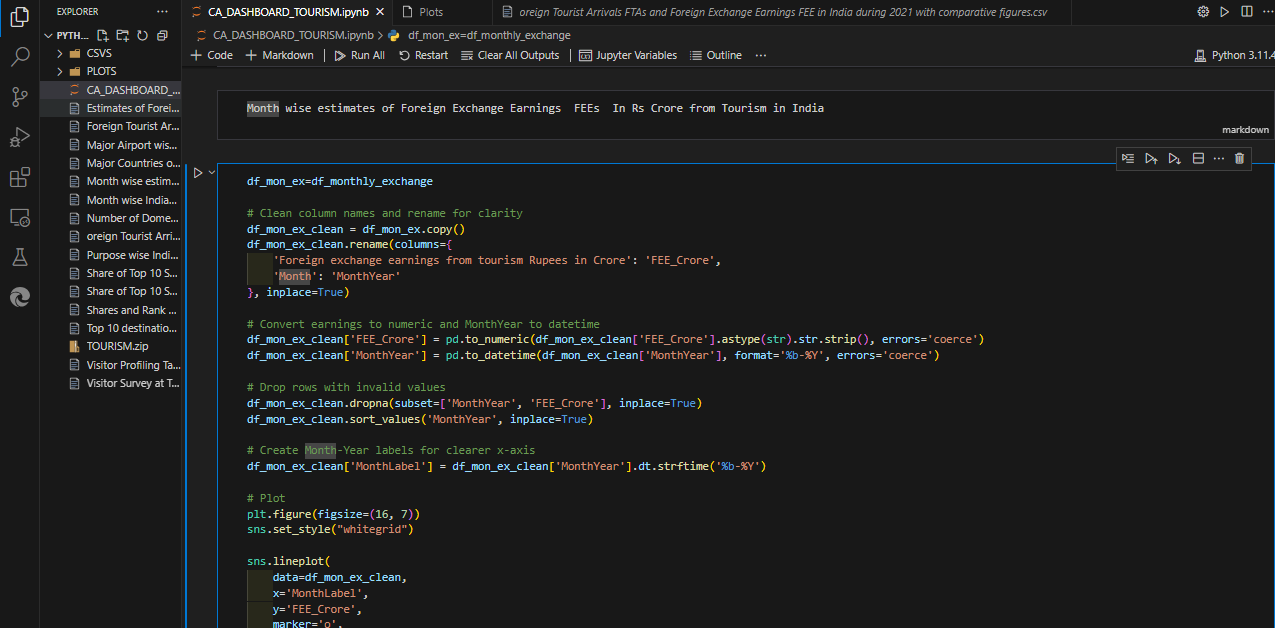 EXPLORER
CA_DASHBOARD_TOURISM.ipynb
Plots
oreign Tourist Arrivals FTAs and Foreign Exchange Earnings FEE in India during 2021 with comparative figures.csv
PYTH...
CSVS
PLOTS
CA_DASHBOARD_...
Estimates of Forei...
Foreign Tourist Ar...
Major Airport wis...
Major Countries o...
Month wise estim...
Month wise India...
Number of Dome...
oreign Tourist Arri...
Purpose wise Indi...
Share of Top 10 S...
Share of Top 10 S...
Shares and Rank ...
Top 10 destinatio...
TOURISM.zip
Visitor Profiling Ta...
Visitor Survey at T...
CA_DASHBOARD_TOURISM.ipynb > df_mon_ex=df_monthly_exchange
+ Code + Markdown Run All Restart Clear All Outputs Jupyter Variables Outline ... Python 3.11.4
Month wise estimates of Foreign Exchange Earnings  FEEs  In Rs Crore from Tourism in India
markdown
df_mon_ex=df_monthly_exchange
# Clean column names and rename for clarity
df_mon_ex_clean = df_mon_ex.copy()
df_mon_ex_clean.rename(columns={
    'Foreign exchange earnings from tourism Rupees in Crore': 'FEE_Crore',
    'Month': 'MonthYear'
}, inplace=True)
# Convert earnings to numeric and MonthYear to datetime
df_mon_ex_clean['FEE_Crore'] = pd.to_numeric(df_mon_ex_clean['FEE_Crore'].astype(str).str.strip(), errors='coerce')
df_mon_ex_clean['MonthYear'] = pd.to_datetime(df_mon_ex_clean['MonthYear'], format='%b-%Y', errors='coerce')
# Drop rows with invalid values
df_mon_ex_clean.dropna(subset=['MonthYear', 'FEE_Crore'], inplace=True)
df_mon_ex_clean.sort_values('MonthYear', inplace=True)
# Create Month-Year labels for clearer x-axis
df_mon_ex_clean['MonthLabel'] = df_mon_ex_clean['MonthYear'].dt.strftime('%b-%Y')
# Plot
plt.figure(figsize=(16, 7))
sns.set_style("whitegrid")
sns.lineplot(
    data=df_mon_ex_clean,
    x='MonthLabel',
    y='FEE_Crore',
    marker='o',